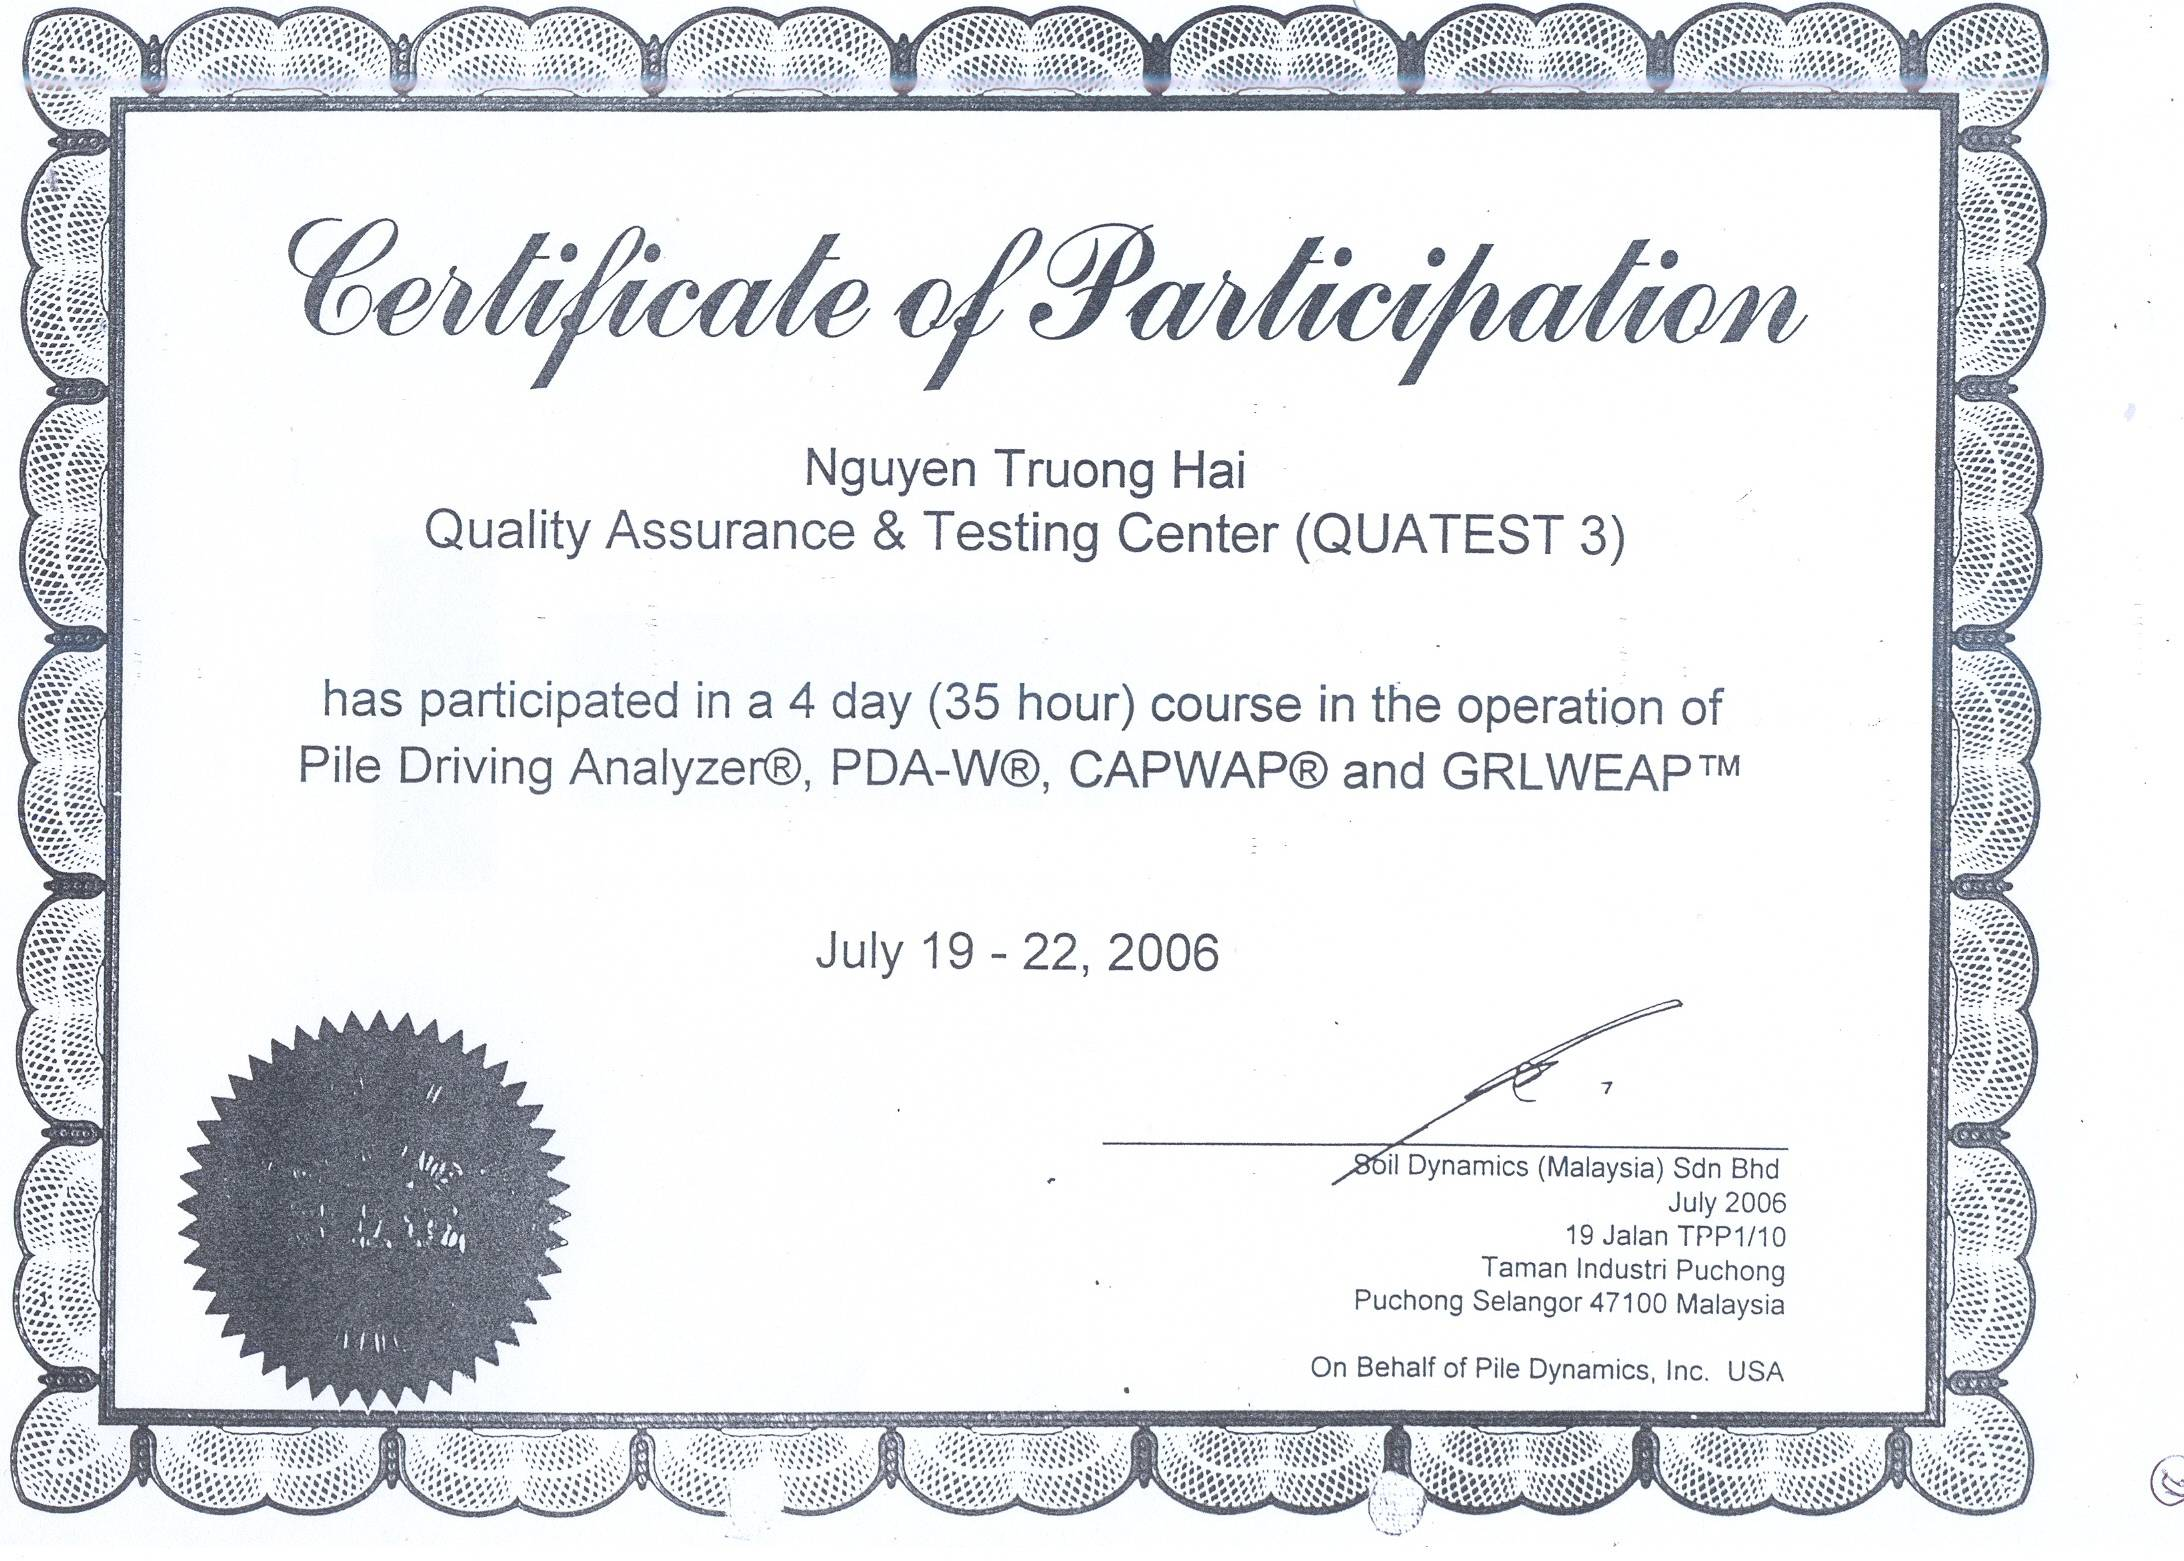 Certificate of Participation
Nguyen Truong Hai
Quality Assurance & Testing Center (QUATEST 3)
has participated in a 4 day (35 hour) course in the operation of
Pile Driving Analyzer®, PDA-W®, CAPWAP® and GRLWEAP™
July 19 - 22, 2006
Soil Dynamics (Malaysia) Sdn Bhd
July 2006
19 Jalan TPP1/10
Taman Industri Puchong
Puchong Selangor 47100 Malaysia
On Behalf of Pile Dynamics, Inc. USA